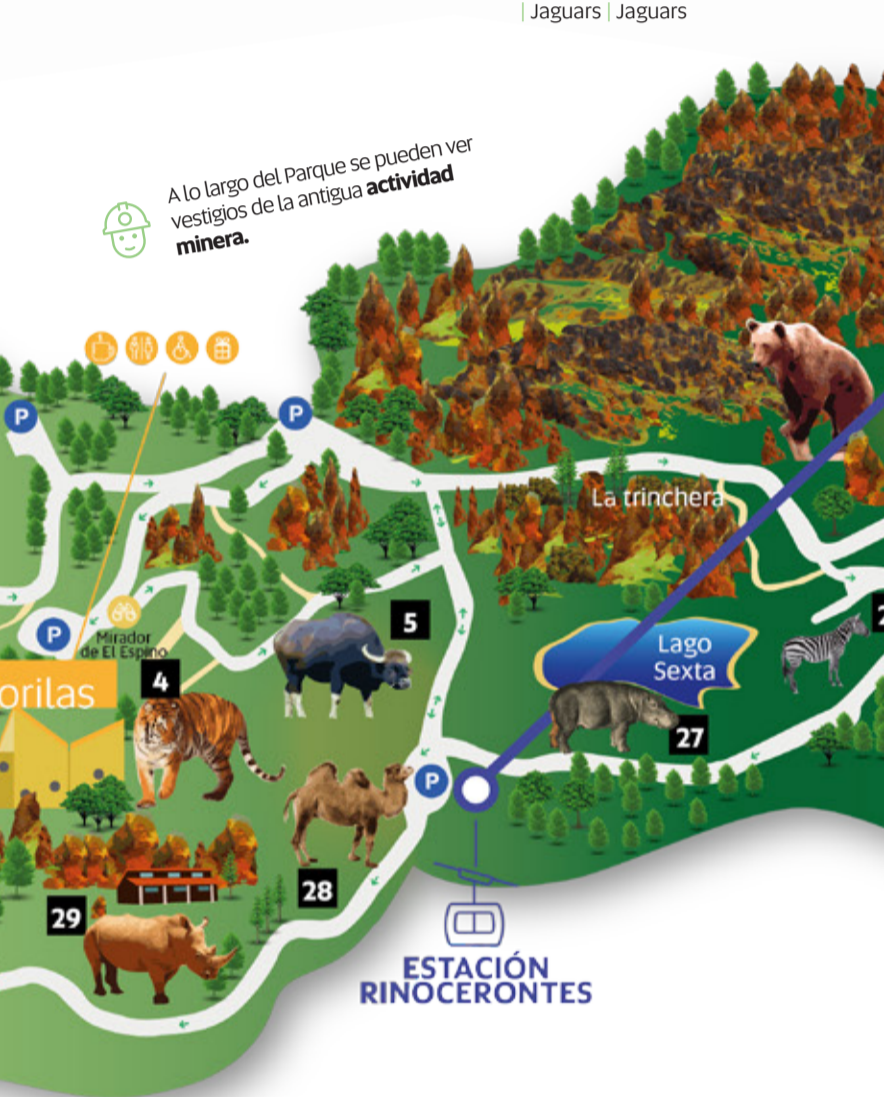 | Jaguars | Jaguars
A lo largo del Parque se pueden ver
vestigios de la antigua actividad
minera.
P
P
La trinchera
P
Mirador
de El Espino
5
2
Lago
Sexta
orilas
4
27
P
28
29
ESTACIÓN
RINOCERONTES